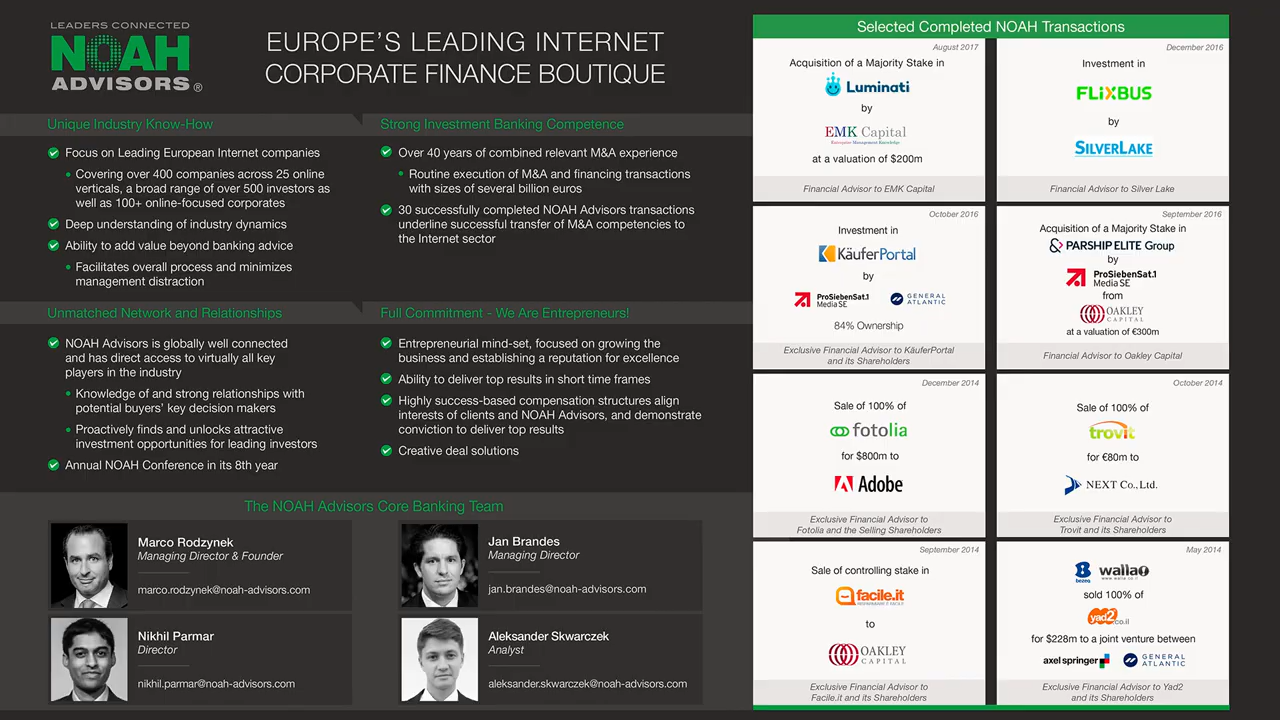 LEADERS CONNECTED
NOAH
ADVISORS®
EUROPE'S LEADING INTERNET
CORPORATE FINANCE BOUTIQUE
Unique Industry Know-How
Focus on Leading European Internet companies
Covering over 400 companies across 25 online
verticals, a broad range of over 500 investors as
well as 100+ online-focused corporates
Deep understanding of industry dynamics
Ability to add value beyond banking advice
Facilitates overall process and minimizes
management distraction
Strong Investment Banking Competence
Over 40 years of combined relevant M&A experience
Routine execution of M&A and financing transactions
with sizes of several billion euros
30 successfully completed NOAH Advisors transactions
underline successful transfer of M&A competencies to
the Internet sector
Unmatched Network and Relationships
NOAH Advisors is globally well connected
and has direct access to virtually all key
players in the industry
Knowledge of and strong relationships with
potential buyers' key decision makers
Proactively finds and unlocks attractive
investment opportunities for leading investors
Annual NOAH Conference in its 8th year
Full Commitment - We Are Entrepreneurs!
Entrepreneurial mind-set, focused on growing the
business and establishing a reputation for excellence
Ability to deliver top results in short time frames
Highly success-based compensation structures align
interests of clients and NOAH Advisors, and demonstrate
conviction to deliver top results
Creative deal solutions
The NOAH Advisors Core Banking Team
Marco Rodzynek
Managing Director & Founder
marco.rodzynek@noah-advisors.com
Jan Brandes
Managing Director
jan.brandes@noah-advisors.com
Nikhil Parmar
Director
nikhil.parmar@noah-advisors.com
Aleksander Skwarczek
Analyst
aleksander.skwarczek@noah-advisors.com
Selected Completed NOAH Transactions
August 2017
Acquisition of a Majority Stake in
Luminati
by
EMK Capital
Enterprise Management Knowledge
at a valuation of $200m
Financial Advisor to EMK Capital
December 2016
Investment in
FLiXBUS
by
SILVERLAKE
Financial Advisor to Silver Lake
October 2016
Investment in
KäuferPortal
by
ProSiebenSat.1
Media SE
GENERAL
ATLANTIC
84% Ownership
Exclusive Financial Advisor to KäuferPortal
and its Shareholders
September 2016
Acquisition of a Majority Stake in
PARSHIP ELITE Group
by
ProSiebenSat.1
Media SE
from
OAKLEY
CAPITAL
at a valuation of €300m
Financial Advisor to Oakley Capital
December 2014
Sale of 100% of
fotolia
for $800m to
Adobe
Exclusive Financial Advisor to
Fotolia and the Selling Shareholders
October 2014
Sale of 100% of
trovit
for €80m to
NEXT Co., Ltd.
Exclusive Financial Advisor to
Trovit and its Shareholders
September 2014
Sale of controlling stake in
facile.it
RISPARMIARE È FACILE
to
OAKLEY
CAPITAL
Exclusive Financial Advisor to
Facile.it and its Shareholders
May 2014
bezeq
walla!
www.walla.co.il
sold 100% of
yad2.co.il
for $228m to a joint venture between
axel springer
GENERAL
ATLANTIC
Exclusive Financial Advisor to Yad2
and its Shareholders